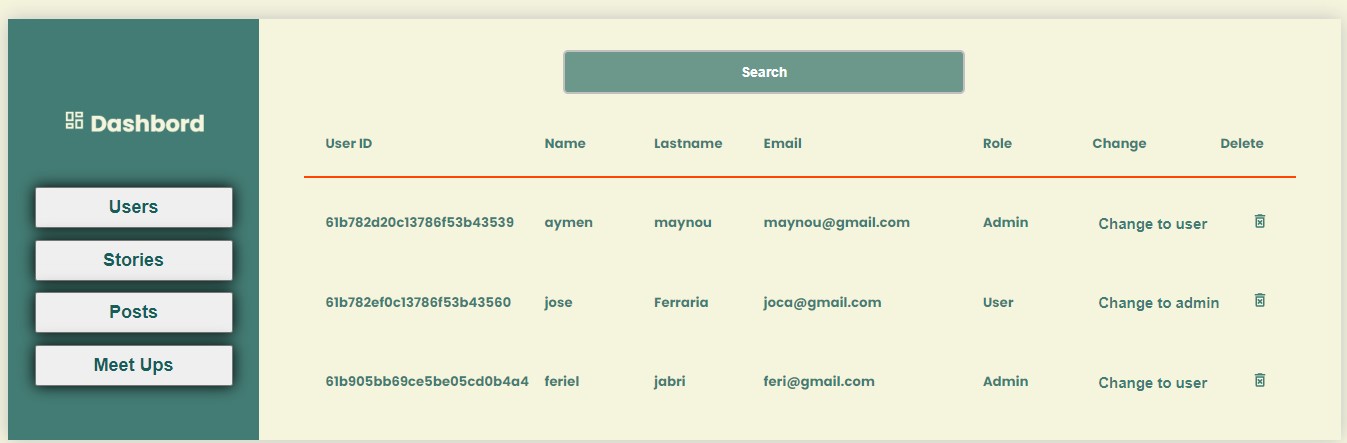 Dashbord
Users
Stories
Posts
Meet Ups
Search
User ID Name Lastname Email Role Change Delete
61b782d20c13786f53b43539 aymen maynou maynou@gmail.com Admin Change to user
61b782ef0c13786f53b43560 jose Ferraria joca@gmail.com User Change to admin
61b905bb69ce5be05cd0b4a4 feriel jabri feri@gmail.com Admin Change to user